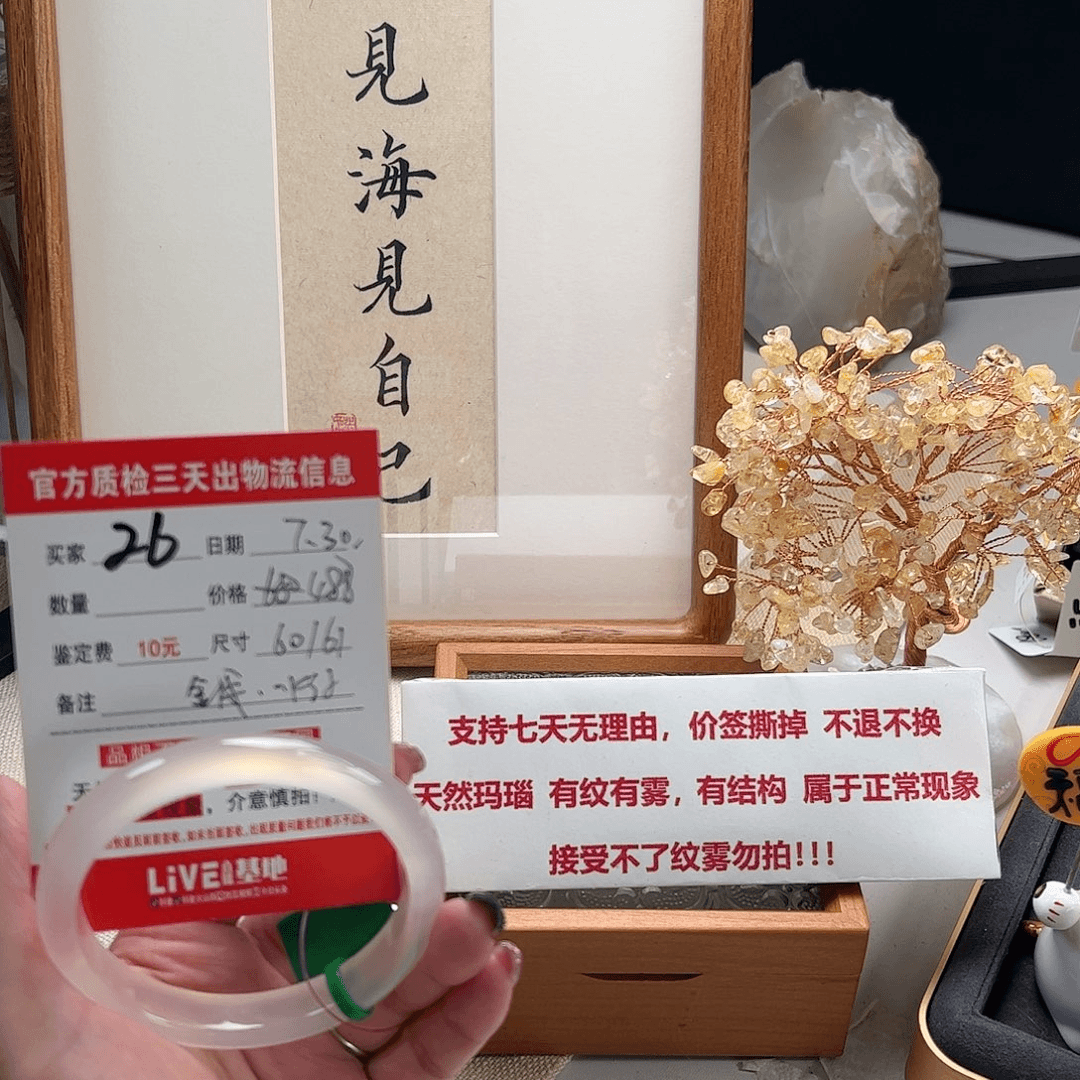 見海見自己
官方质检三天出物流信息
买家 26 日期 7.30
数量 价格 488
鉴定费 10元 尺寸 60/61
备注
介意慎拍!
LiVE 基地
支持七天无理由，价签撕掉 不退不换
天然玛瑙 有纹有雾，有结构 属于正常现象
接受不了纹雾勿拍!!!